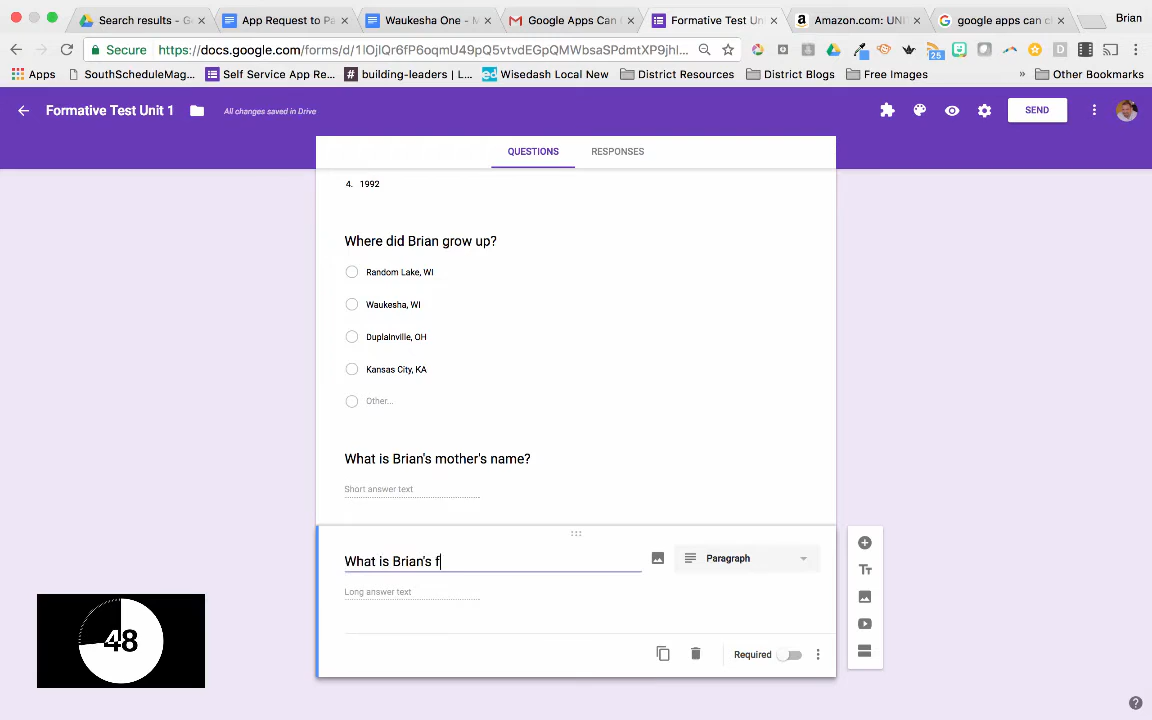 Search results - G
App Request to Pa
Waukesha One - M
Google Apps Can
Formative Test Uni
Amazon.com: UNI
google apps can c
Brian
Secure
https://docs.google.com/forms/d/1lOjlQr6fP6oqmU49pQ5vtvdEGpQMWbsaSPdmtXP9jhl...
25
Apps
SouthScheduleMag...
Self Service App Re...
building-leaders | L...
Wisedash Local New
District Resources
District Blogs
Free Images
»
Other Bookmarks
Formative Test Unit 1
All changes saved in Drive
SEND
QUESTIONS
RESPONSES
4. 1992
Where did Brian grow up?
Random Lake, WI
Waukesha, WI
Duplainville, OH
Kansas City, KA
Other...
What is Brian's mother's name?
Short answer text
What is Brian's f
Paragraph
Long answer text
Required
48